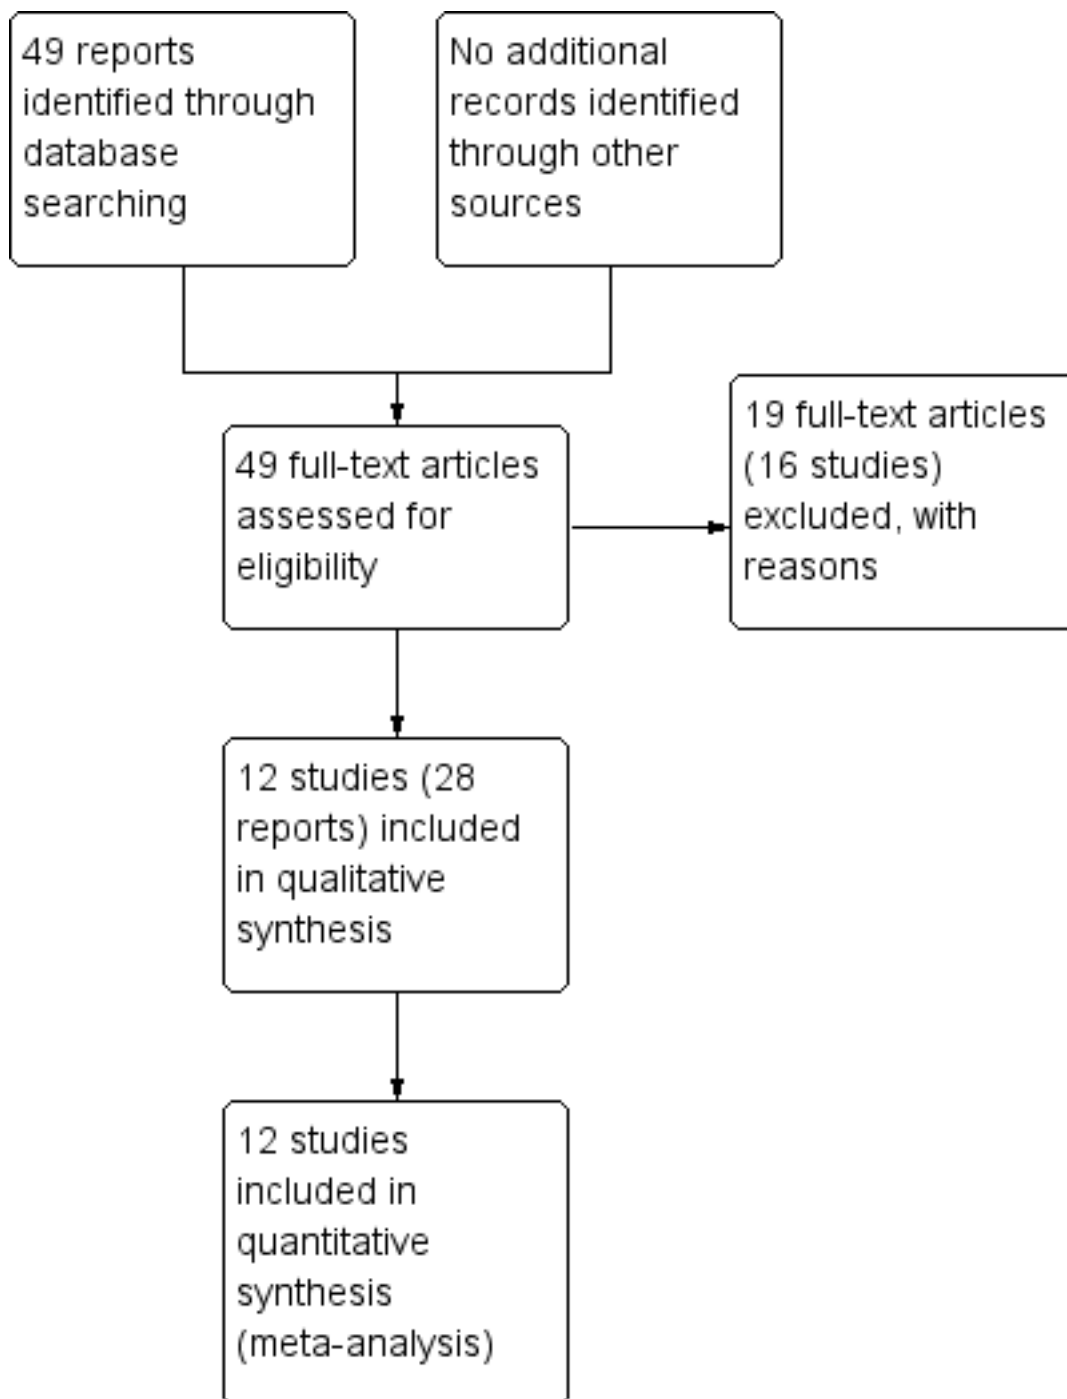 49 reports
identified through
database
searching
No additional
records identified
through other
sources
49 full-text articles
assessed for
eligibility
19 full-text articles
(16 studies)
excluded, with
reasons
12 studies (28
reports) included
in qualitative
synthesis
12 studies
included in
quantitative
synthesis
(meta-analysis)